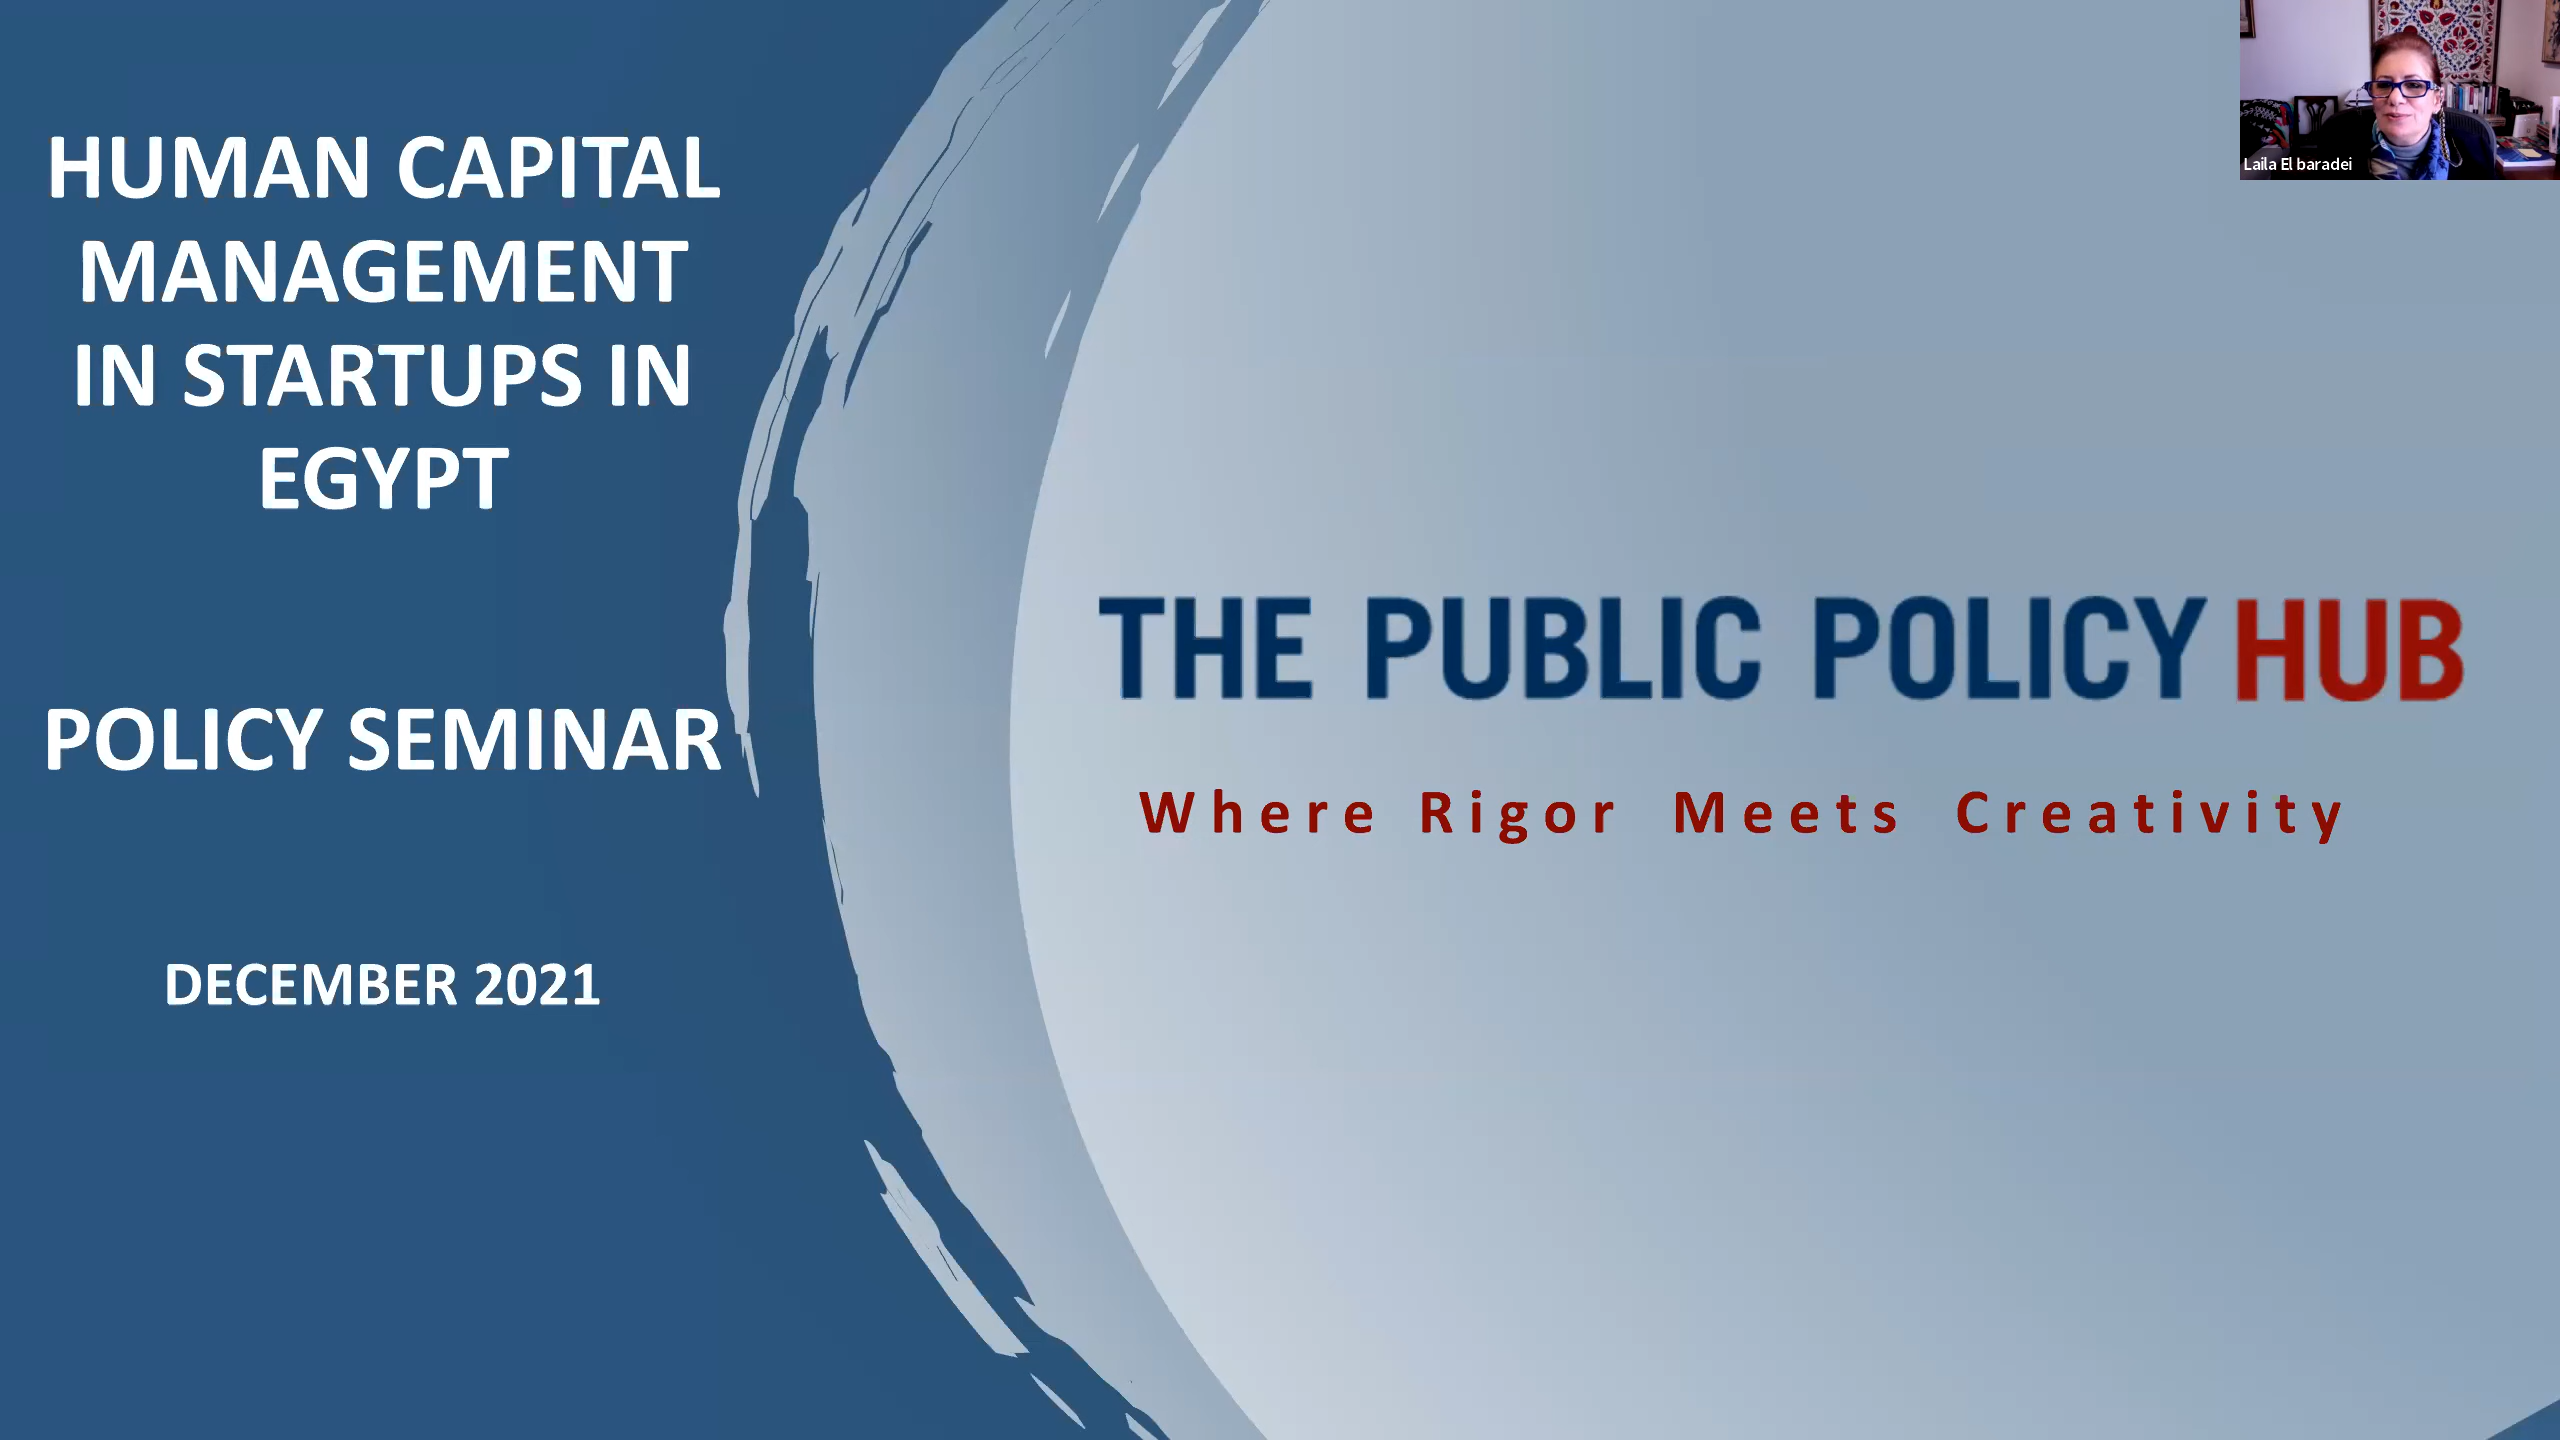 HUMAN CAPITAL
MANAGEMENT
IN STARTUPS IN
EGYPT
POLICY SEMINAR
DECEMBER 2021
THE PUBLIC POLICY HUB
Where Rigor Meets Creativity
Laila El baradei